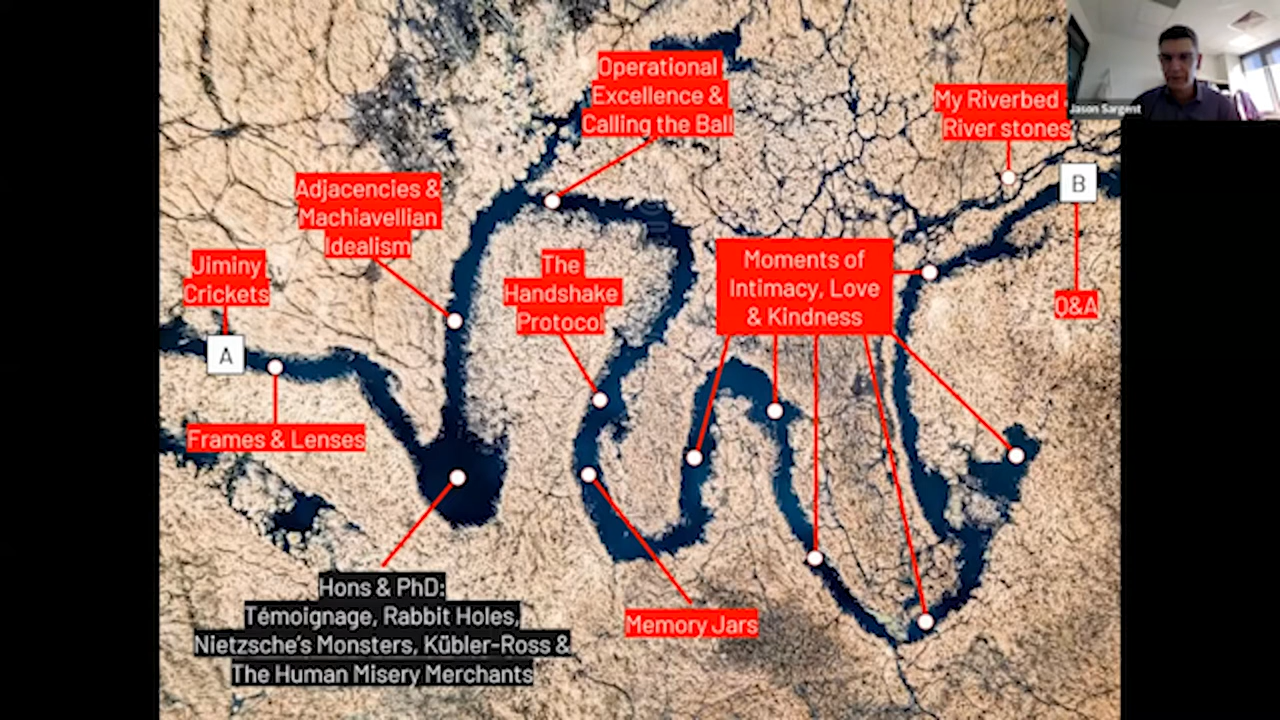 Operational
Excellence &
Calling the Ball
My Riverbed
River stones
Jason Sargent
B
Adjacencies &
Machiavellian
Idealism
Jiminy
Crickets
The
Handshake
Protocol
Moments of
Intimacy, Love
& Kindness
Q&A
A
Frames & Lenses
Hons & PhD:
Témoignage, Rabbit Holes,
Nietzsche's Monsters, Kübler-Ross &
The Human Misery Merchants
Memory Jars